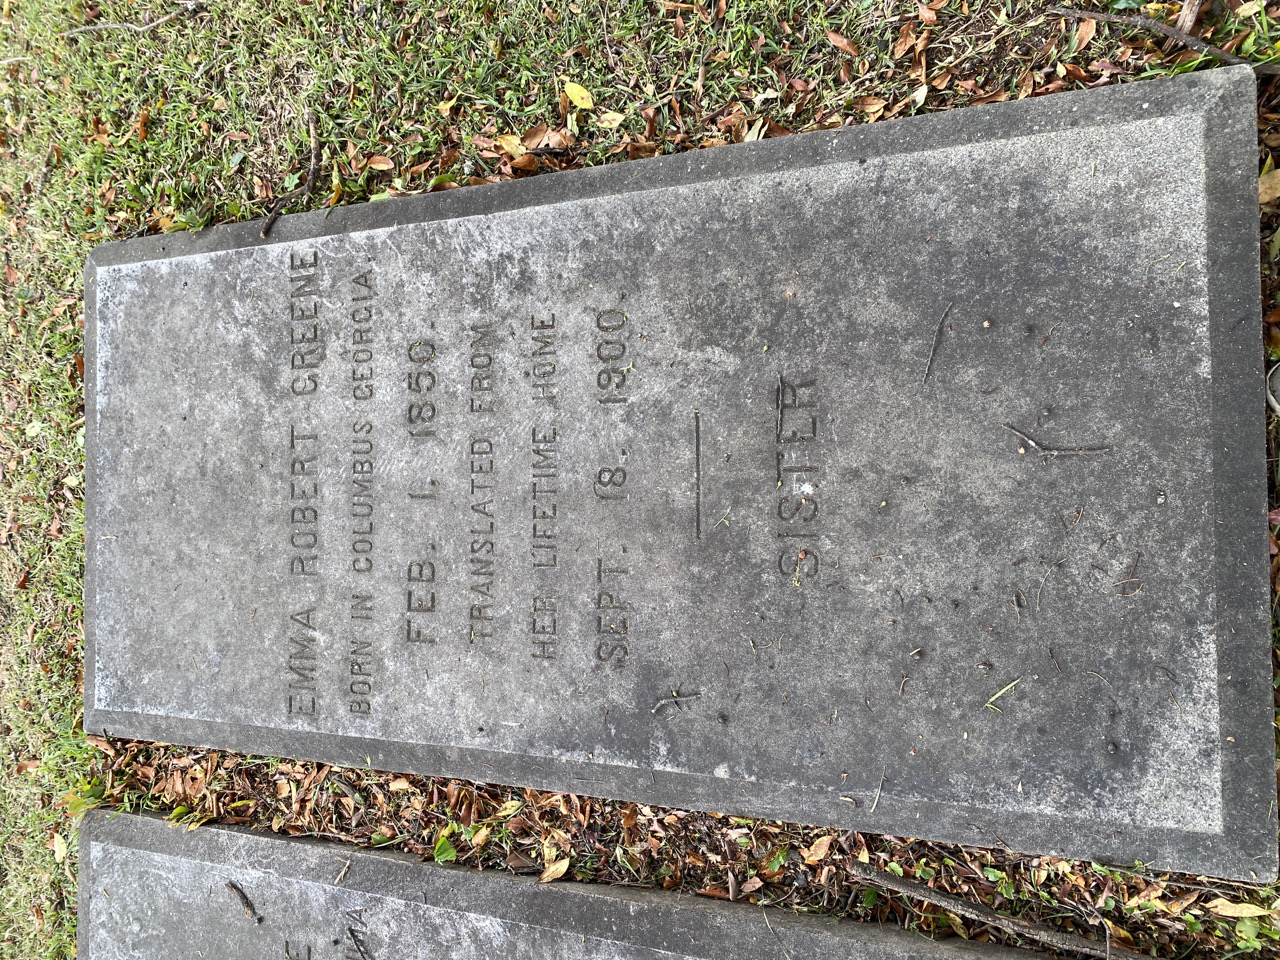 EMMA ROBERT GREENE
BORN IN COLUMBUS GEORGIA.
FEB. 1. 1850.
TRANSLATED FROM
HER LIFETIME HOME
SEPT. 18. 1900.
SISTER